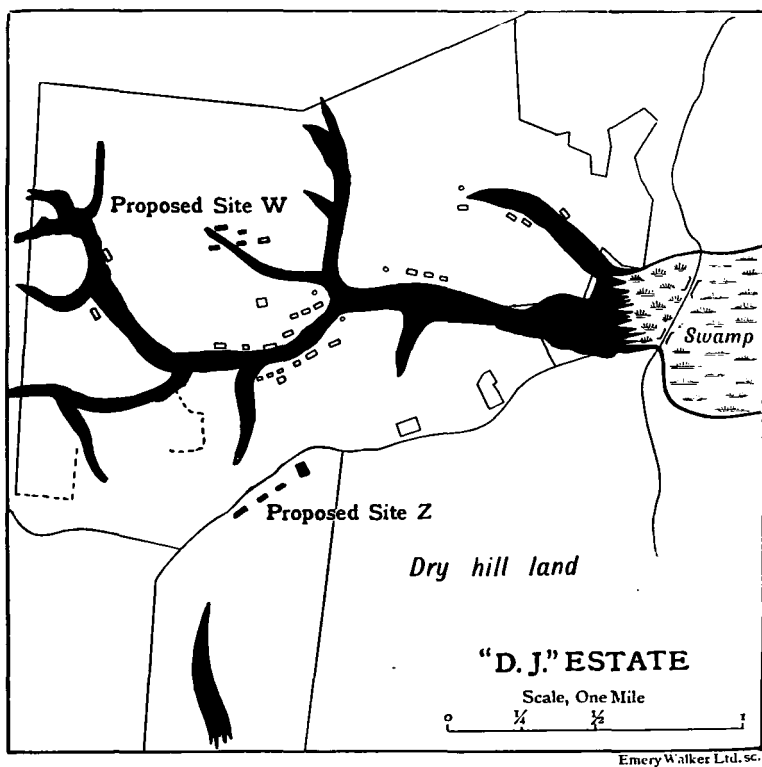 Proposed Site W
Swamp
Proposed Site Z
Dry hill land
"D. J." ESTATE
Scale, One Mile
0 ¼ ½ 1
Emery Walker Ltd. sc.